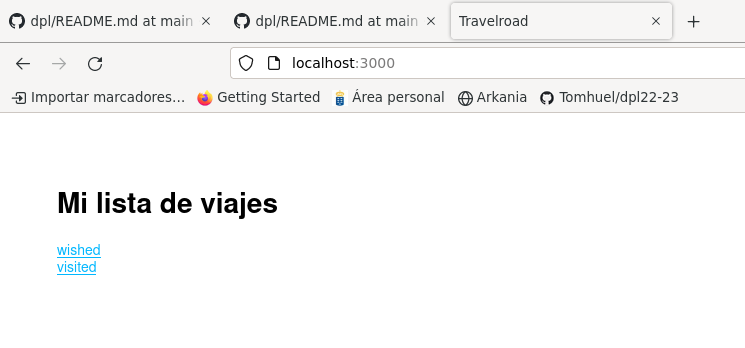 dpl/README.md at main
dpl/README.md at main
Travelroad
localhost:3000
Importar marcadores...
Getting Started
Área personal
Arkania
Tomhuel/dpl22-23
Mi lista de viajes
wished
visited